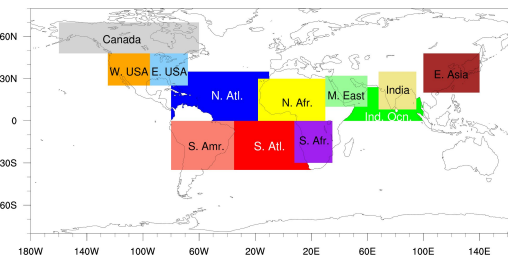 60N
Canada
W. USA
E. USA
E. Asia
30N
N. Atl.
N. Afr.
M. East
India
Ind. Ocn.
0
S. Amr.
S. Atl.
S. Afr.
30S
60S
180W 140W 100W 60W 20W 20E 60E 100E 140E